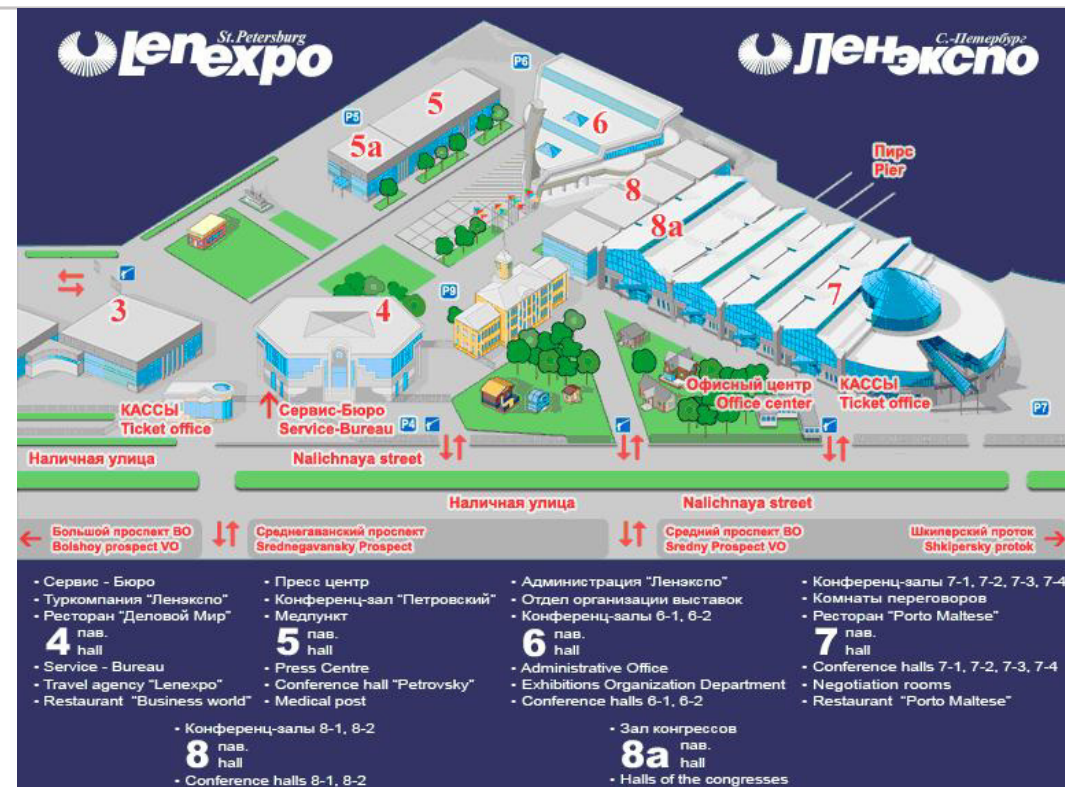 St.Petersburg
Lenexpo
С.-Петербург
Ленэкспо
P6
P5
5
5a
6
Пирс
Pier
8
8a
7
3
4
P9
КАССЫ
Ticket office
Сервис-Бюро
Service-Bureau
P4
Офисный центр
Office center
КАССЫ
Ticket office
P7
Наличная улица
Nalichnaya street
Наличная улица
Nalichnaya street
Большой проспект ВО
Bolshoy prospect VO
Среднегаванский проспект
Srednegavansky Prospect
Средний проспект ВО
Sredny Prospect VO
Шкиперский проток
Shkipersky protok
- Сервис - Бюро
- Туркомпания "Ленэкспо"
- Ресторан "Деловой Мир"
4 пав.
hall
- Service - Bureau
- Travel agency "Lenexpo"
- Restaurant "Business world"
- Пресс центр
- Конференц-зал "Петровский"
- Медпункт
5 пав.
hall
- Press Centre
- Conference hall "Petrovsky"
- Medical post
- Администрация "Ленэкспо"
- Отдел организации выставок
- Конференц-залы 6-1, 6-2
6 пав.
hall
- Administrative Office
- Exhibitions Organization Department
- Conference halls 6-1, 6-2
- Конференц-залы 7-1, 7-2, 7-3, 7-4
- Комнаты переговоров
- Ресторан "Porto Maltese"
7 пав.
hall
- Conference halls 7-1, 7-2, 7-3, 7-4
- Negotiation rooms
- Restaurant "Porto Maltese"
- Конференц-залы 8-1, 8-2
8 пав.
hall
- Conference halls 8-1, 8-2
- Зал конгрессов
8a пав.
hall
- Halls of the congresses